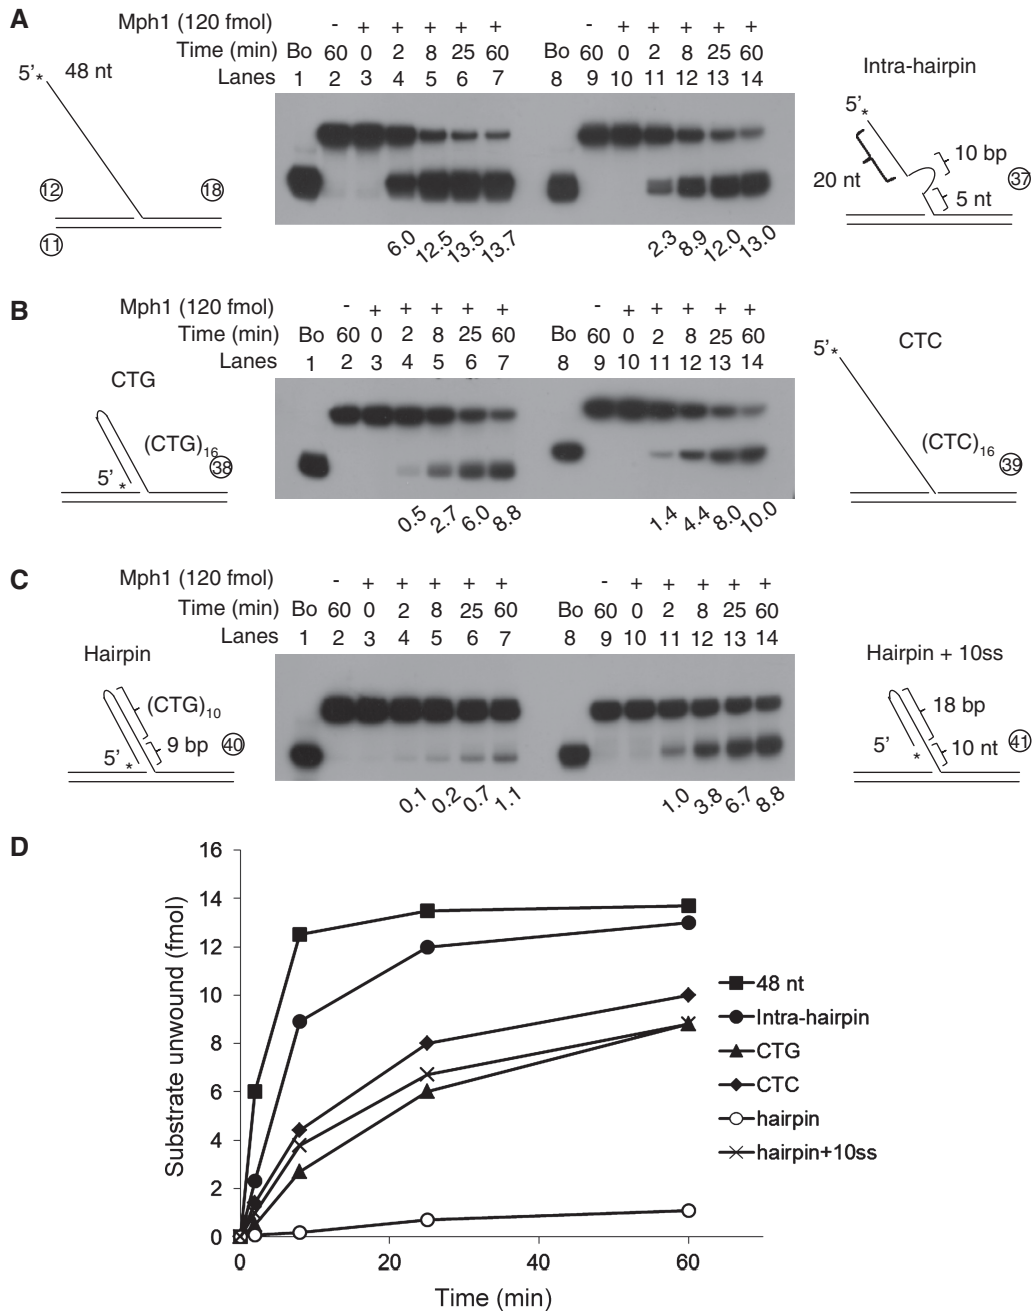 A
Mph1 (120 fmol) - + + + + + - + + + + +
Time (min) Bo 60 0 2 8 25 60 Bo 60 0 2 8 25 60
Lanes 1 2 3 4 5 6 7 8 9 10 11 12 13 14
5' * 48 nt
12 18
11
6.0 12.5 13.5 13.7 2.3 8.9 12.0 13.0
Intra-hairpin
5' *
10 bp
20 nt
37
5 nt
B
Mph1 (120 fmol) - + + + + + - + + + + +
Time (min) Bo 60 0 2 8 25 60 Bo 60 0 2 8 25 60
Lanes 1 2 3 4 5 6 7 8 9 10 11 12 13 14
CTG
(CTG)16
38
5' *
0.5 2.7 6.0 8.8 1.4 4.4 8.0 10.0
CTC
5' *
(CTC)16
39
C
Mph1 (120 fmol) - + + + + + - + + + + +
Time (min) Bo 60 0 2 8 25 60 Bo 60 0 2 8 25 60
Lanes 1 2 3 4 5 6 7 8 9 10 11 12 13 14
Hairpin
(CTG)10
9 bp 40
5' *
0.1 0.2 0.7 1.1 1.0 3.8 6.7 8.8
Hairpin + 10ss
18 bp
5' * 10 nt 41
D
Substrate unwound (fmol)
16
14
12
10
8
6
4
2
0
0 20 40 60
Time (min)
48 nt
Intra-hairpin
CTG
CTC
hairpin
hairpin+10ss